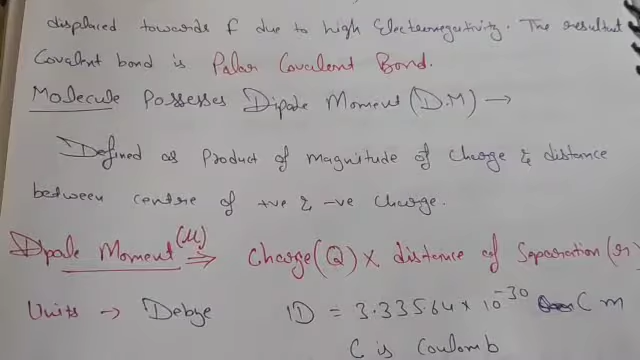 displaced towards F due to high Electronegativity. The resultant
Covalent bond is Polar Covalent Bond.
Molecule Possesses Dipole Moment (D.M) →
Defined as Product of magnitude of Charge & distance
between centre of +ve & -ve Charge.
Dipole Moment (μ) ⇒ Charge (Q) × distance of Separation (r)
Units → Debye 1D = 3.33564 × 10⁻³⁰ C m
C is Coulomb